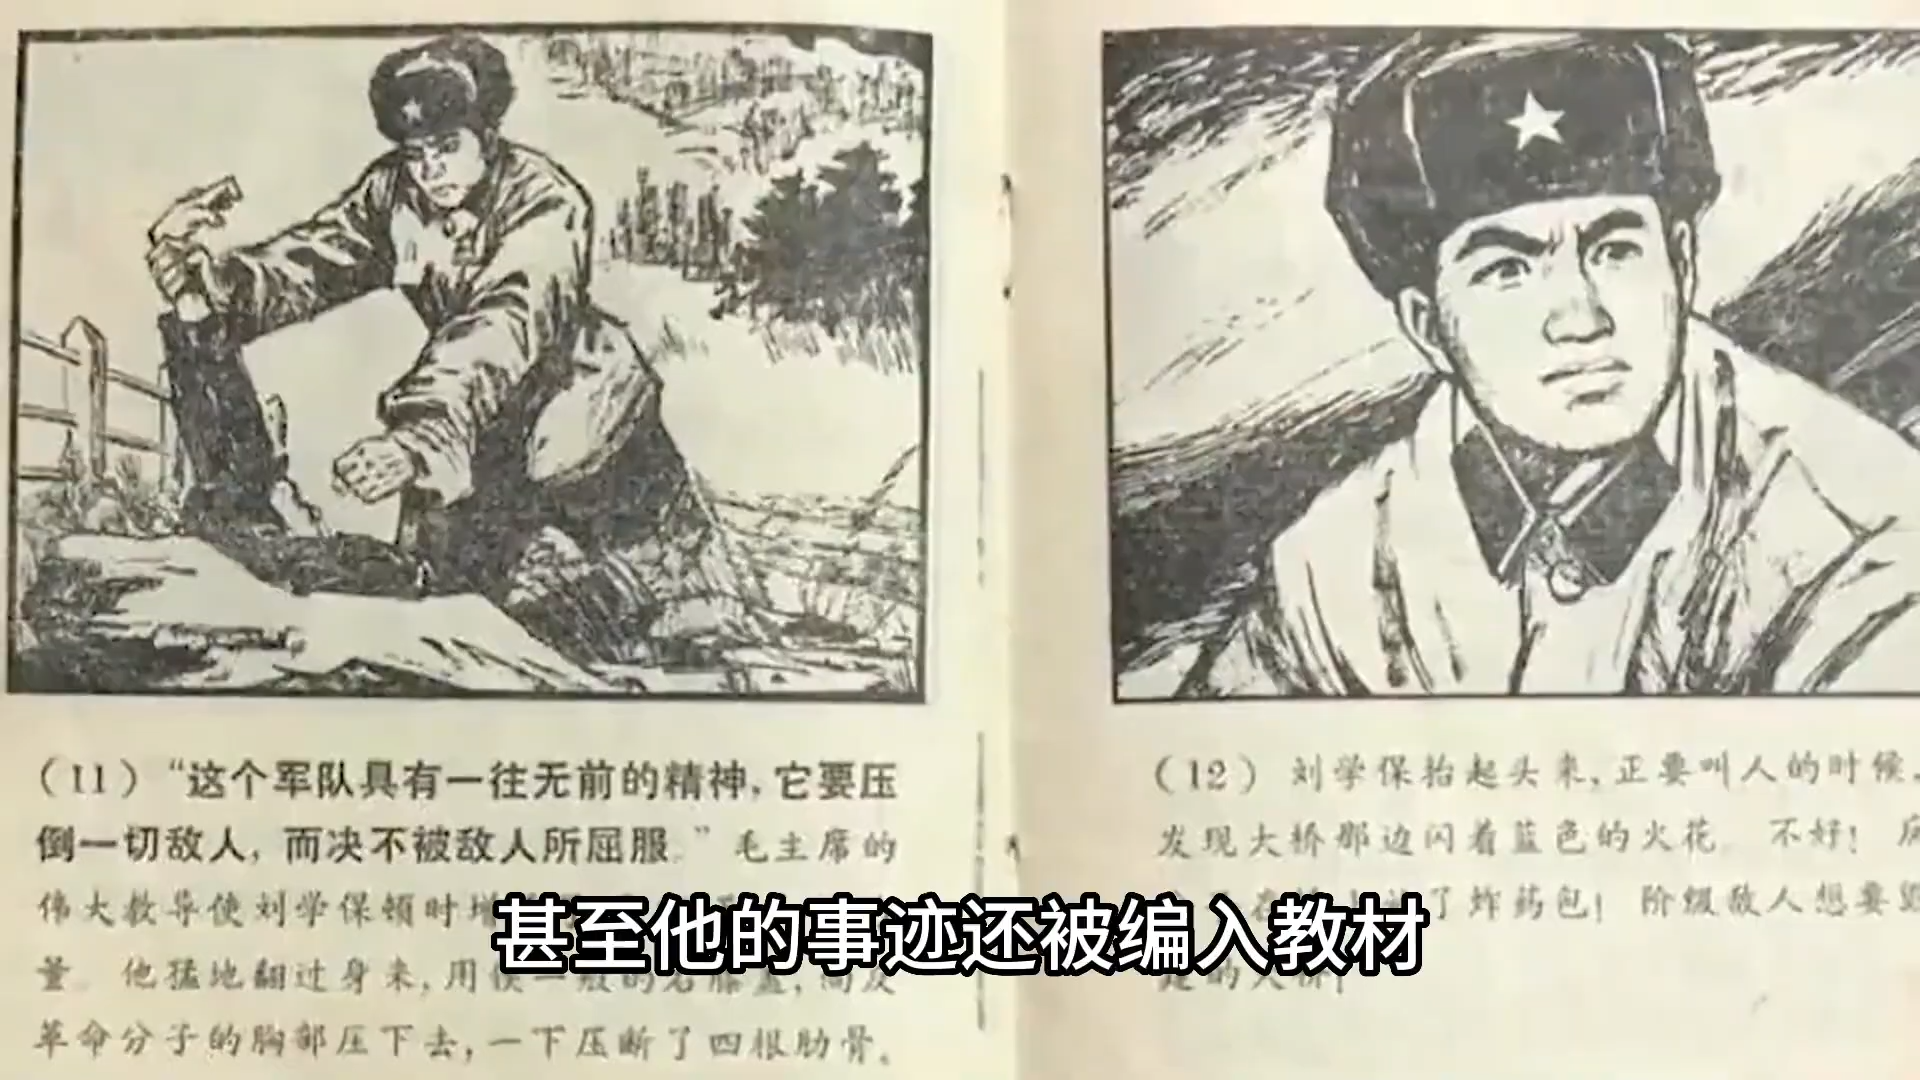 (11)“这个军队具有一往无前的精神，它要压
倒一切敌人，而决不被敌人所屈服。”毛主席的
伟大教导使刘学保顿时增
量。他猛地翻过身来，用
革命分子的胸部压下去，一下压断了四根肋骨。
(12) 刘学保抬起头来，正要叫人的时候，
发现大桥那边闪着蓝色的火花。不好！
了炸药包！阶级敌人想要
甚至他的事迹还被编入教材